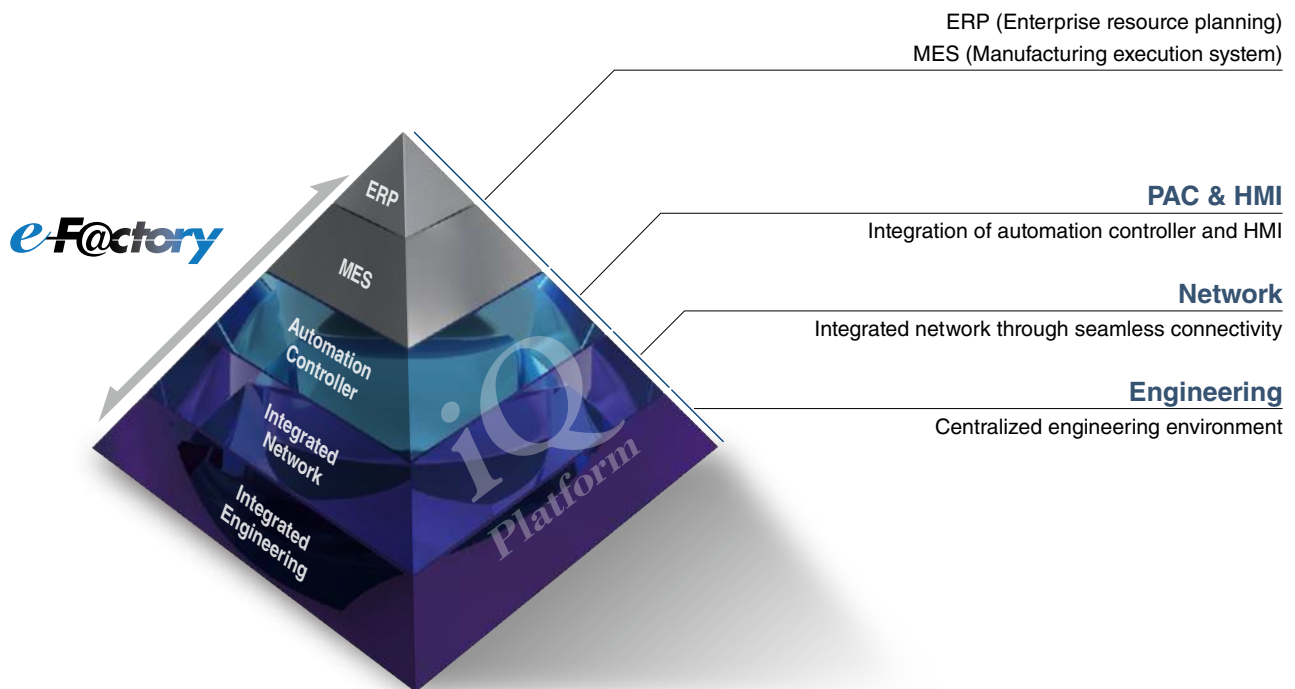 ERP (Enterprise resource planning)
MES (Manufacturing execution system)
PAC & HMI
Integration of automation controller and HMI
Network
Integrated network through seamless connectivity
Engineering
Centralized engineering environment
e-F@ctory
ERP
MES
Automation
Controller
Integrated
Network
Integrated
Engineering
iQ
Platform